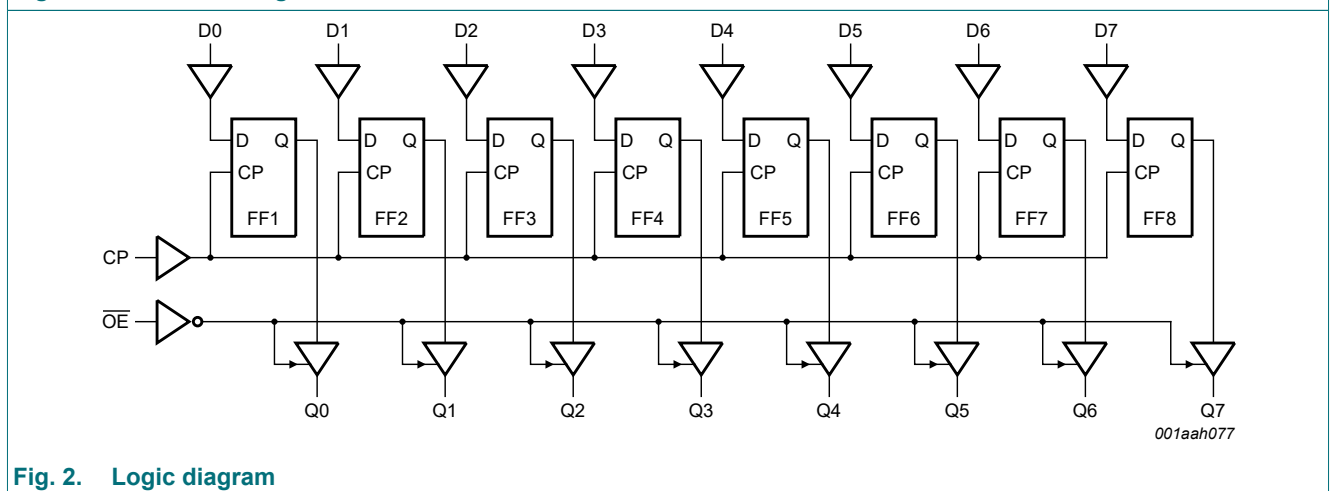 D0 D1 D2 D3 D4 D5 D6 D7
D Q D Q D Q D Q D Q D Q D Q D Q
CP CP CP CP CP CP CP CP
FF1 FF2 FF3 FF4 FF5 FF6 FF7 FF8
CP
OE
Q0 Q1 Q2 Q3 Q4 Q5 Q6 Q7
001aah077
Fig. 2. Logic diagram